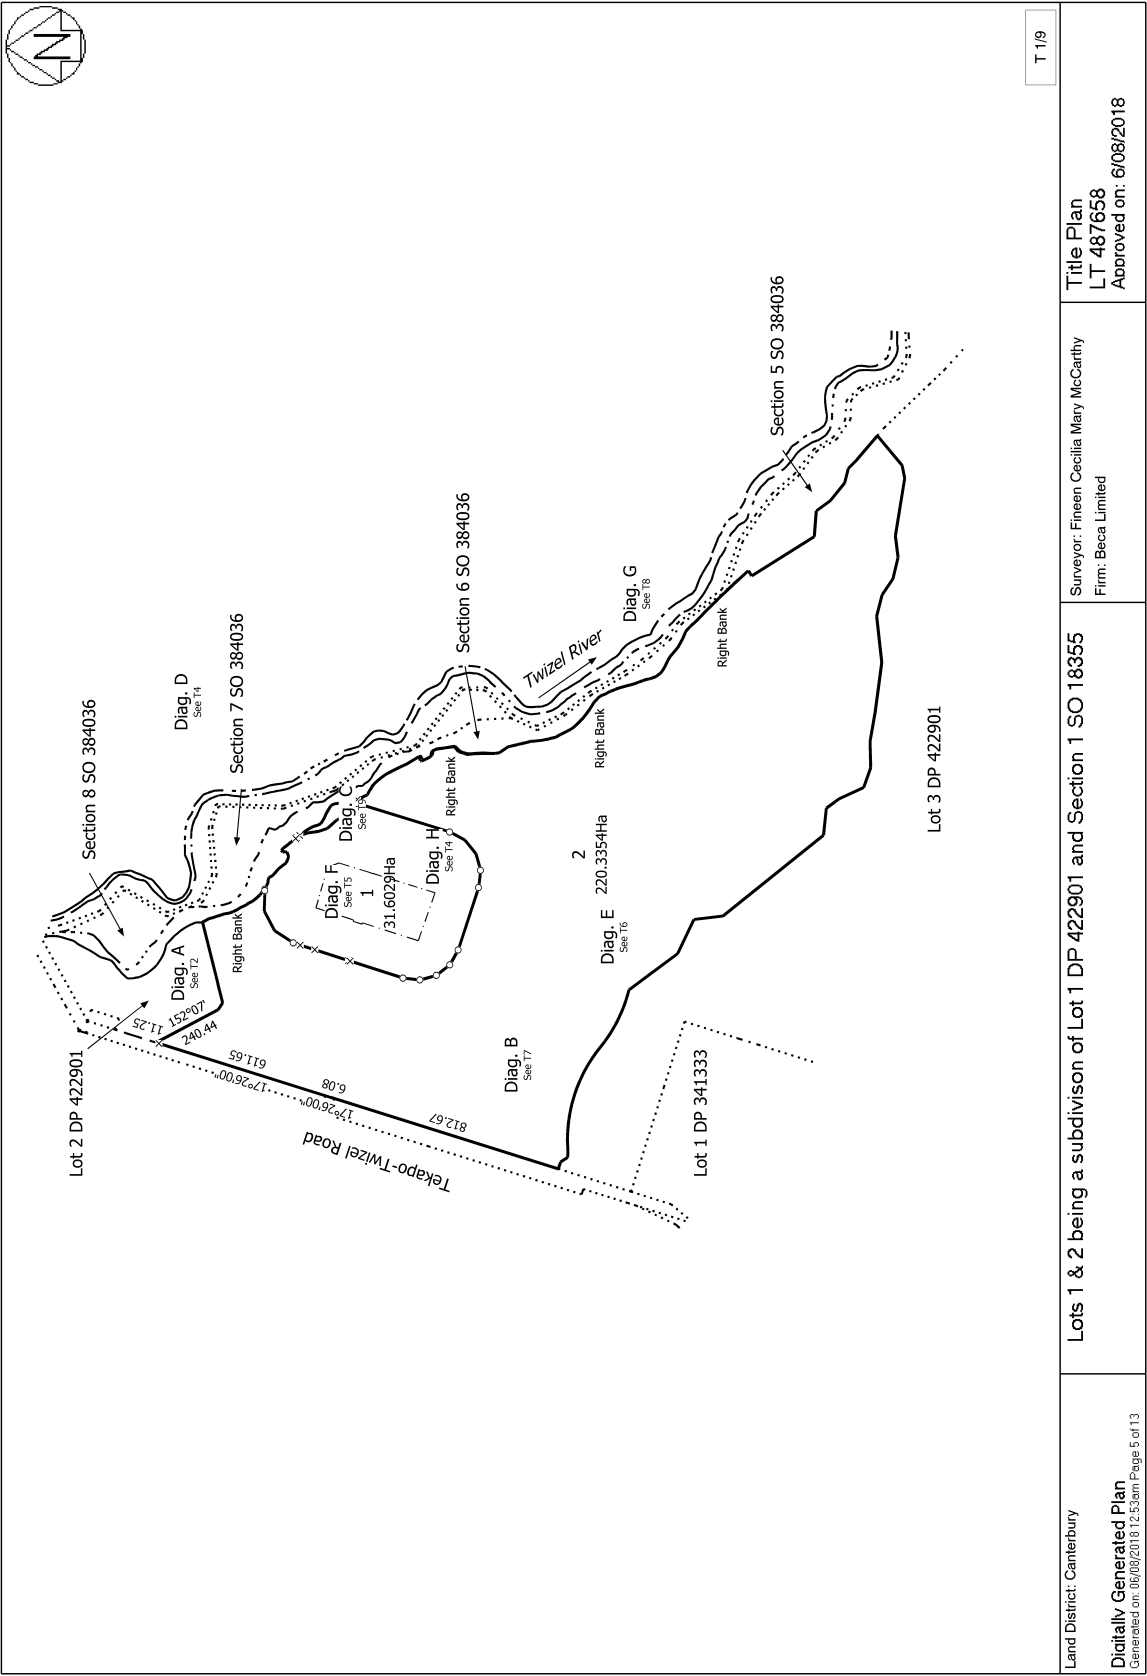 N
T 1/9
Section 8 SO 384036
Diag. D
See T4
Section 7 SO 384036
Section 6 SO 384036
Section 5 SO 384036
Lot 2 DP 422901
11.25
152°07'
240.44
Diag. A
See T2
Right Bank
Diag. C
See T9
Right Bank
Diag. F
See T5
1
31.6029Ha
Diag. H
See T4
Twizel River
Diag. G
See T8
Right Bank
Right Bank
611.65
17°26'00"
6.08
17°26'00"
812.67
Tekapo-Twizel Road
Diag. B
See T7
Diag. E
See T6
2
220.3354Ha
Lot 1 DP 341333
Lot 3 DP 422901
Land District: Canterbury
Digitally Generated Plan
Generated on: 06/08/2018 12:53am Page 5 of 13
Lots 1 & 2 being a subdivison of Lot 1 DP 422901 and Section 1 SO 18355
Surveyor: Fineen Cecilia Mary McCarthy
Firm: Beca Limited
Title Plan
LT 487658
Approved on: 6/08/2018